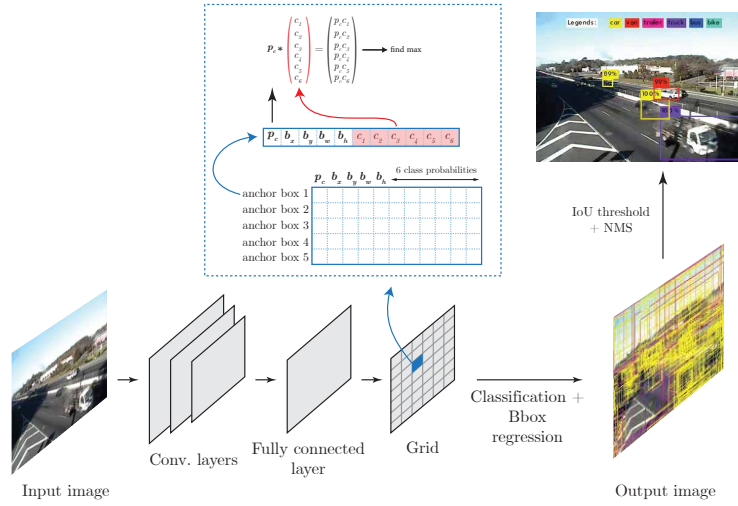 p_c *
c_1
c_2
c_3
c_4
c_5
c_6
=
p_c c_1
p_c c_2
p_c c_3
p_c c_4
p_c c_5
p_c c_6
find max
p_c b_x b_y b_w b_h c_1 c_2 c_3 c_4 c_5 c_6
p_c b_x b_y b_w b_h 6 class probabilities
anchor box 1
anchor box 2
anchor box 3
anchor box 4
anchor box 5
Legends: car van trailer truck bus bike
89%
99%
100%
IoU threshold
+ NMS
Input image
Conv. layers
Fully connected
layer
Grid
Classification +
Bbox
regression
Output image